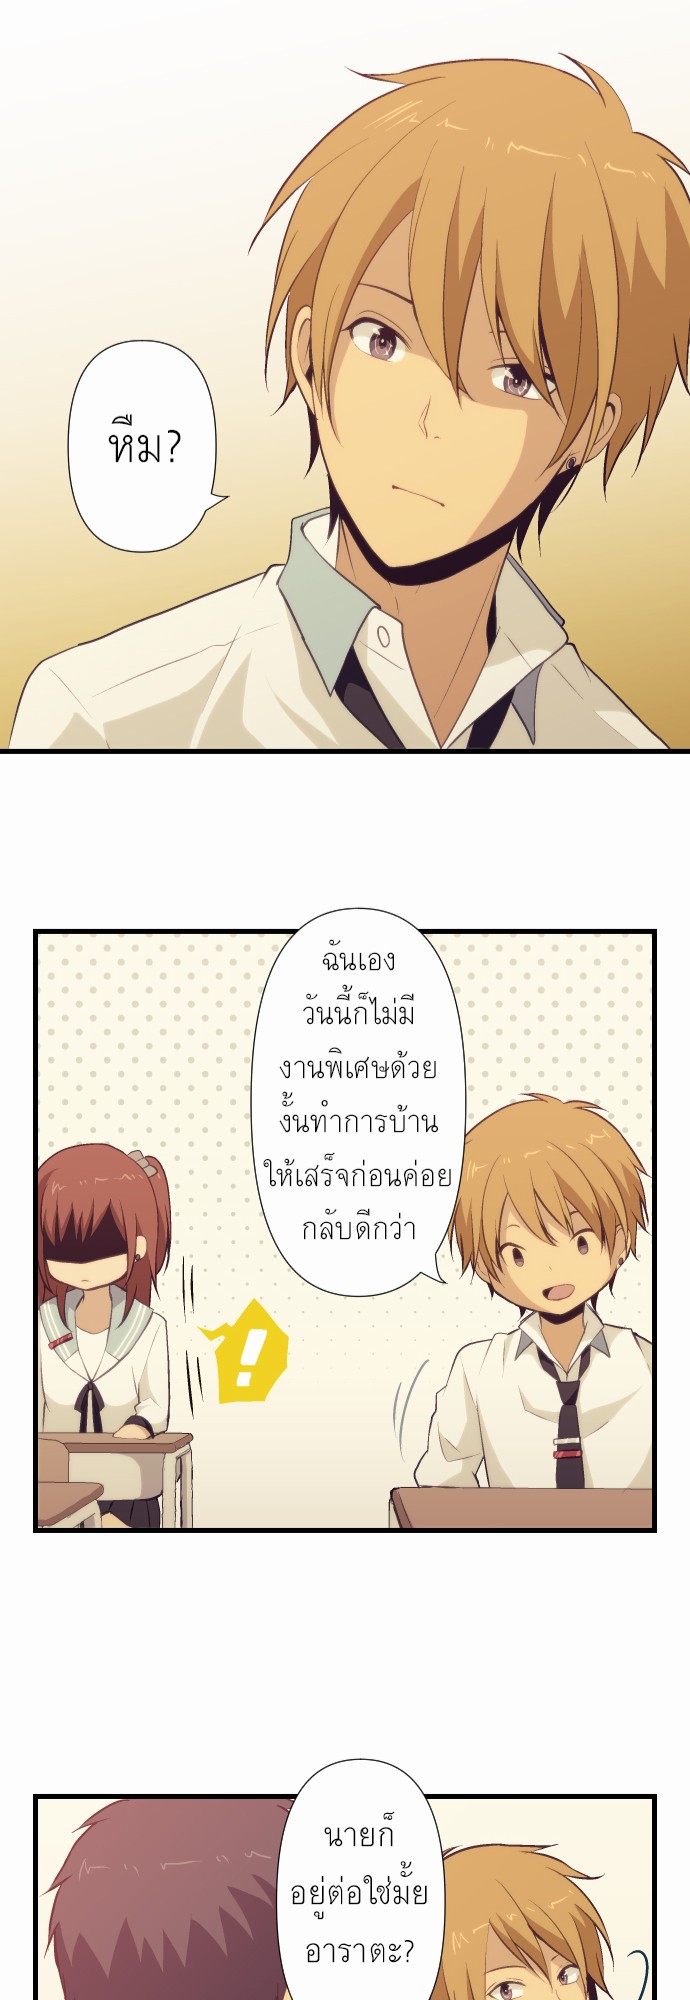 หืม?
ฉันเอง
วันนี้ก็ไม่มี
งานพิเศษด้วย
งั้นทำการบ้าน
ให้เสร็จก่อนค่อย
กลับดีกว่า
!
นายก็
อยู่ต่อใช่มั้ย
อาราตะ?